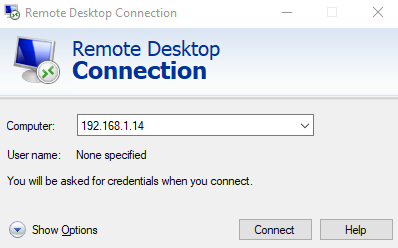 Remote Desktop Connection
Remote Desktop
Connection
Computer: 192.168.1.14
User name: None specified
You will be asked for credentials when you connect.
Show Options Connect Help